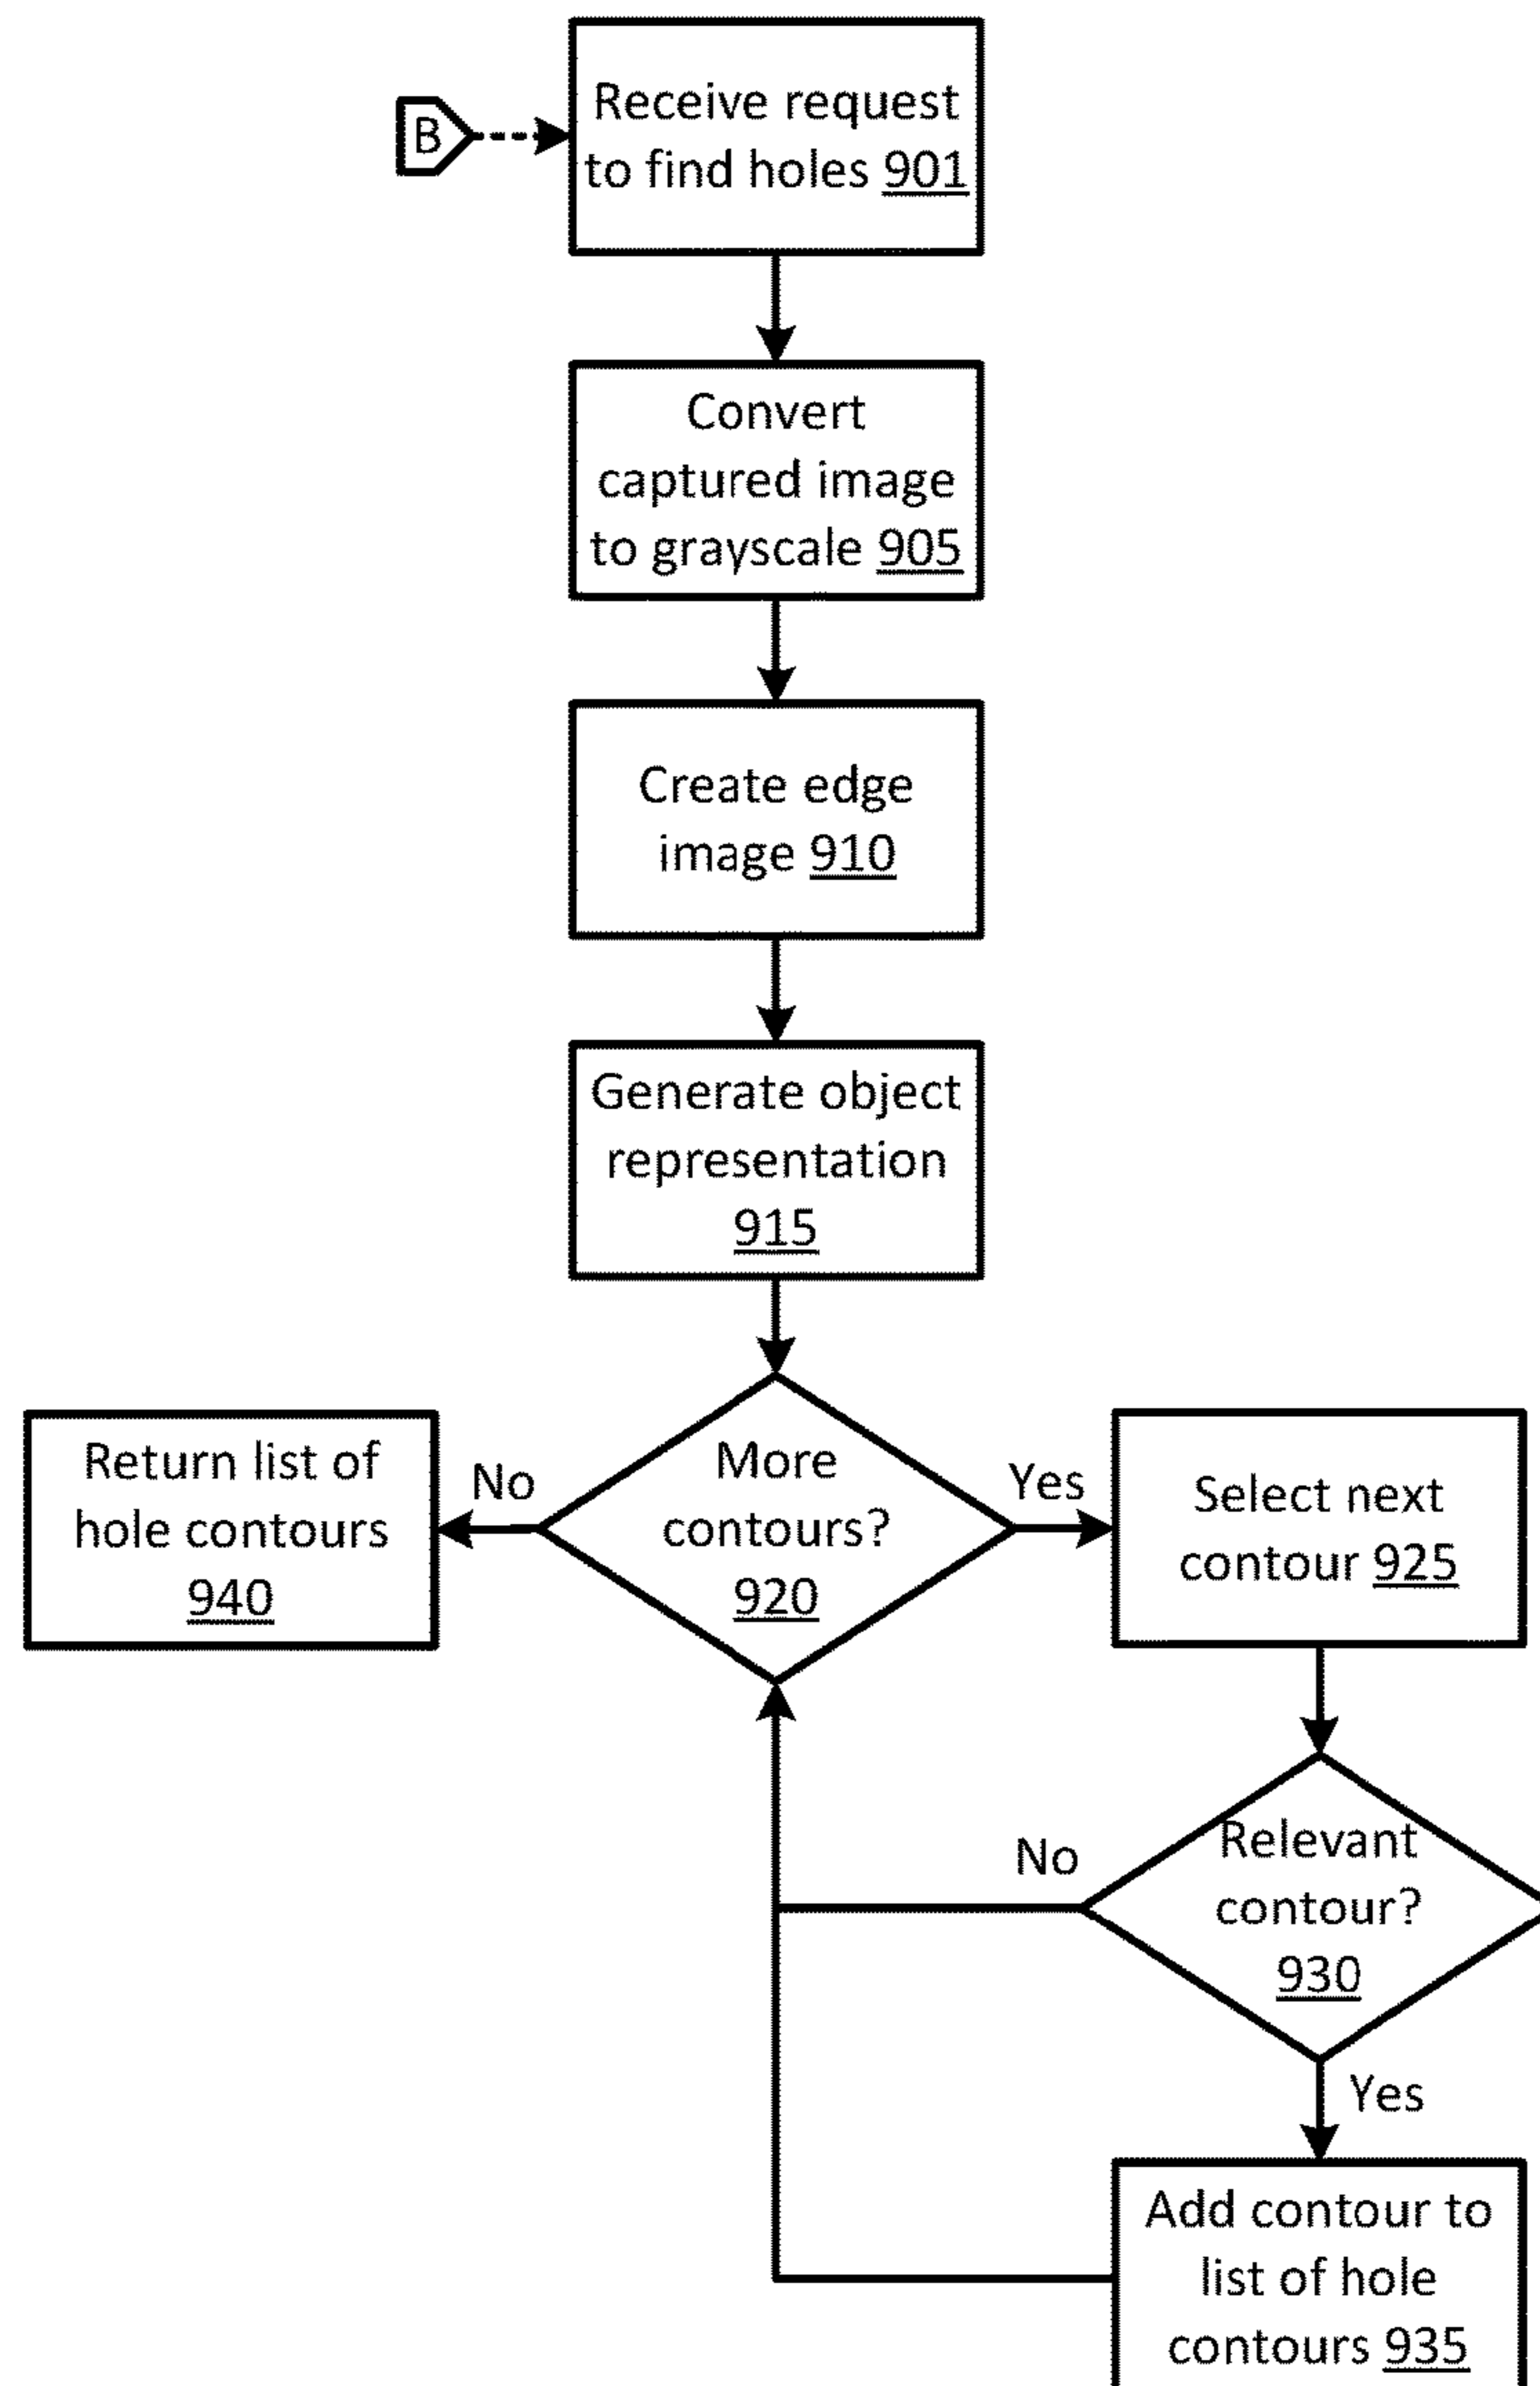 B
Receive request
to find holes 901
Convert
captured image
to grayscale 905
Create edge
image 910
Generate object
representation
915
More
contours?
920
No
Return list of
hole contours
940
Yes
Select next
contour 925
Relevant
contour?
930
No
Yes
Add contour to
list of hole
contours 935